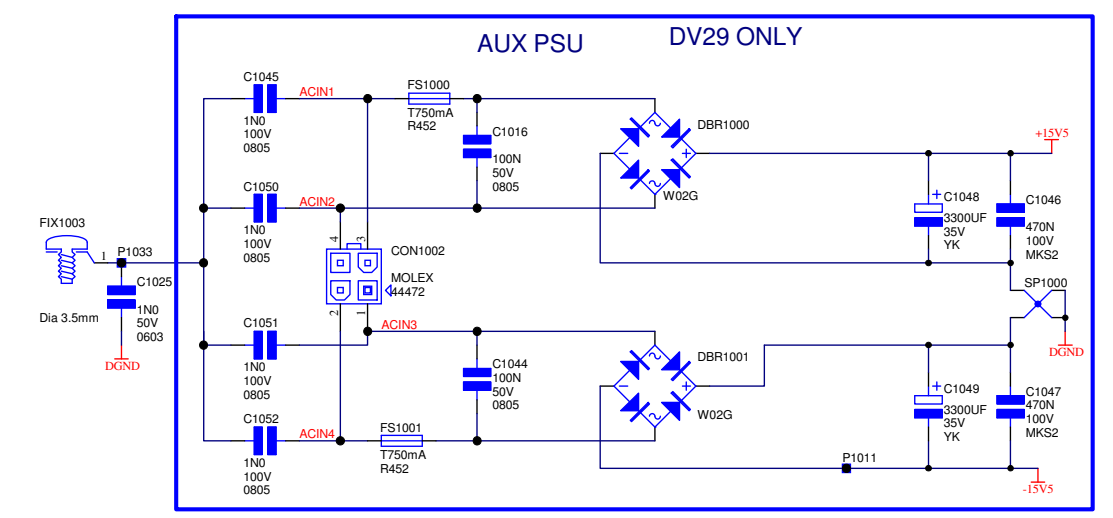 AUX PSU
DV29 ONLY
C1045
1N0
100V
0805
ACIN1
FS1000
T750mA
R452
C1016
100N
50V
0805
DBR1000
W02G
+15V5
C1050
1N0
100V
0805
ACIN2
+
C1048
3300UF
35V
YK
C1046
470N
100V
MKS2
FIX1003
1
P1033
Dia 3.5mm
C1025
1N0
50V
0603
DGND
4
3
CON1002
MOLEX
44472
2
1
SP1000
DGND
C1051
1N0
100V
0805
ACIN3
C1044
100N
50V
0805
DBR1001
W02G
C1052
1N0
100V
0805
ACIN4
FS1001
T750mA
R452
+
C1049
3300UF
35V
YK
C1047
470N
100V
MKS2
P1011
-15V5